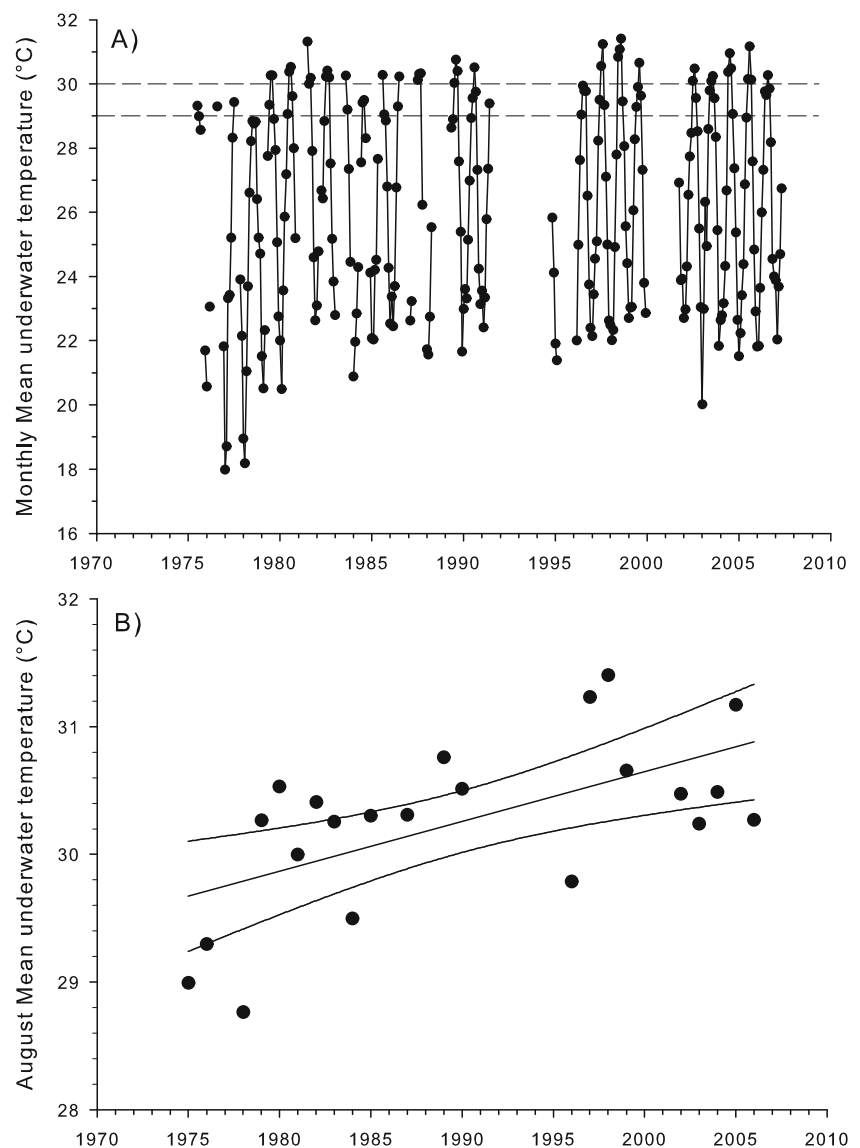 A)
Monthly Mean underwater temperature (°C)
32
30
28
26
24
22
20
18
16
1970 1975 1980 1985 1990 1995 2000 2005 2010
B)
August Mean underwater temperature (°C)
32
31
30
29
28
1970 1975 1980 1985 1990 1995 2000 2005 2010